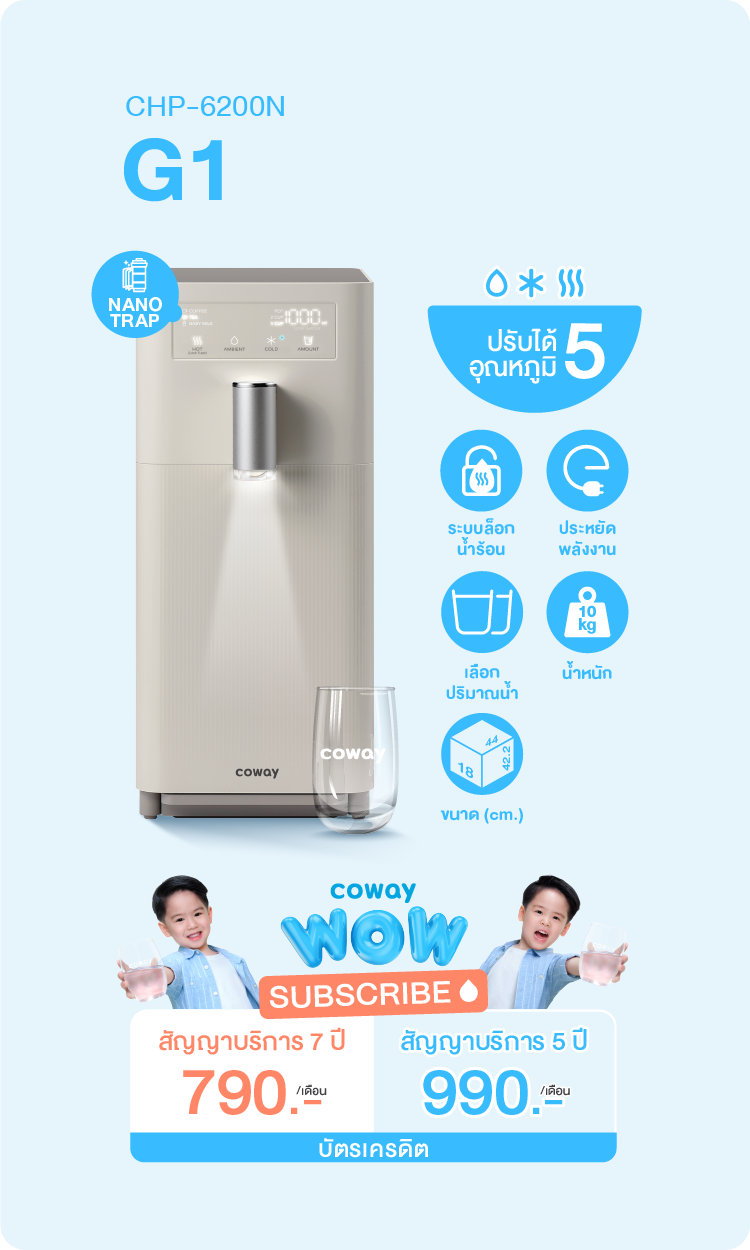 CHP-6200N
G1
NANO
TRAP
1000
HOT
AMBIENT
COLD
AMOUNT
coway
coway
ปรับได้
อุณหภูมิ
5
ระบบล็อก
น้ำร้อน
ประหยัด
พลังงาน
เลือก
ปริมาณน้ำ
10
kg
น้ำหนัก
44
18
42.2
ขนาด (cm.)
coway
WOW
SUBSCRIBE
สัญญาบริการ 7 ปี
790.-
/เดือน
สัญญาบริการ 5 ปี
990.-
/เดือน
บัตรเครดิต